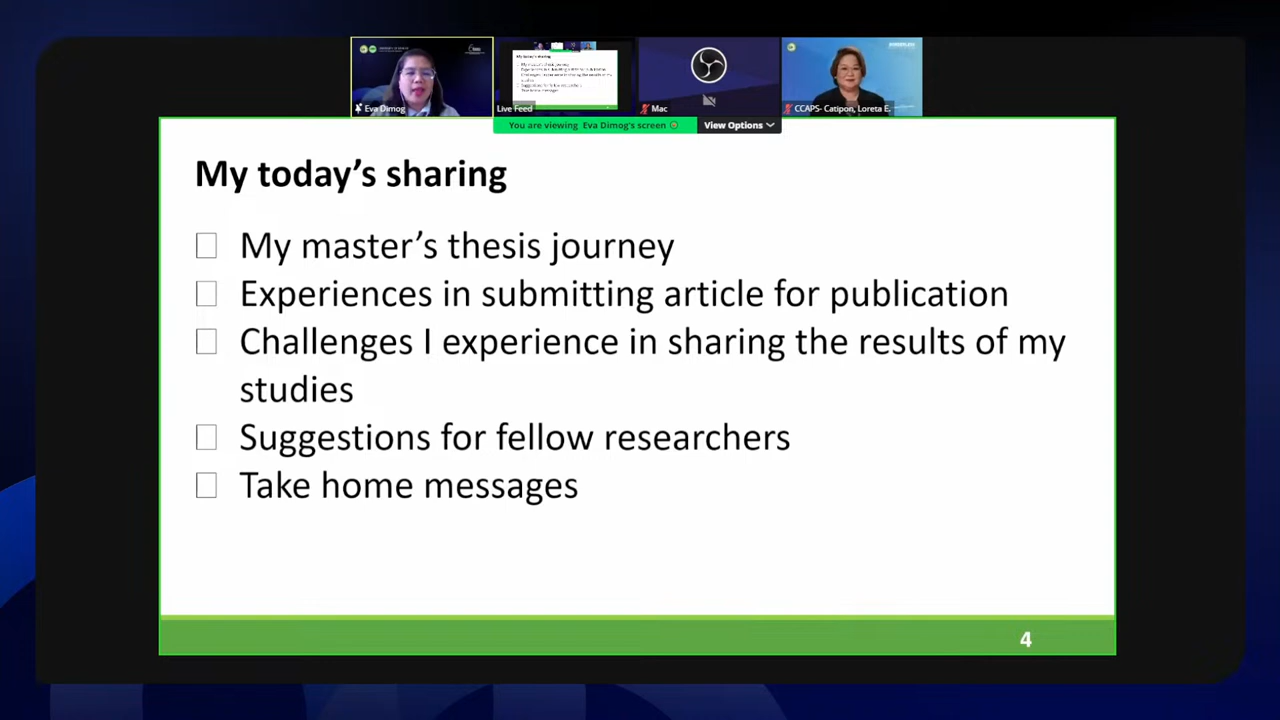 Eva Dimog
Live Feed
Mac
CCAPS- Catipon, Loreta E.
You are viewing Eva Dimog's screen
View Options
My today's sharing
My master's thesis journey
Experiences in submitting article for publication
Challenges I experience in sharing the results of my
studies
Suggestions for fellow researchers
Take home messages
4